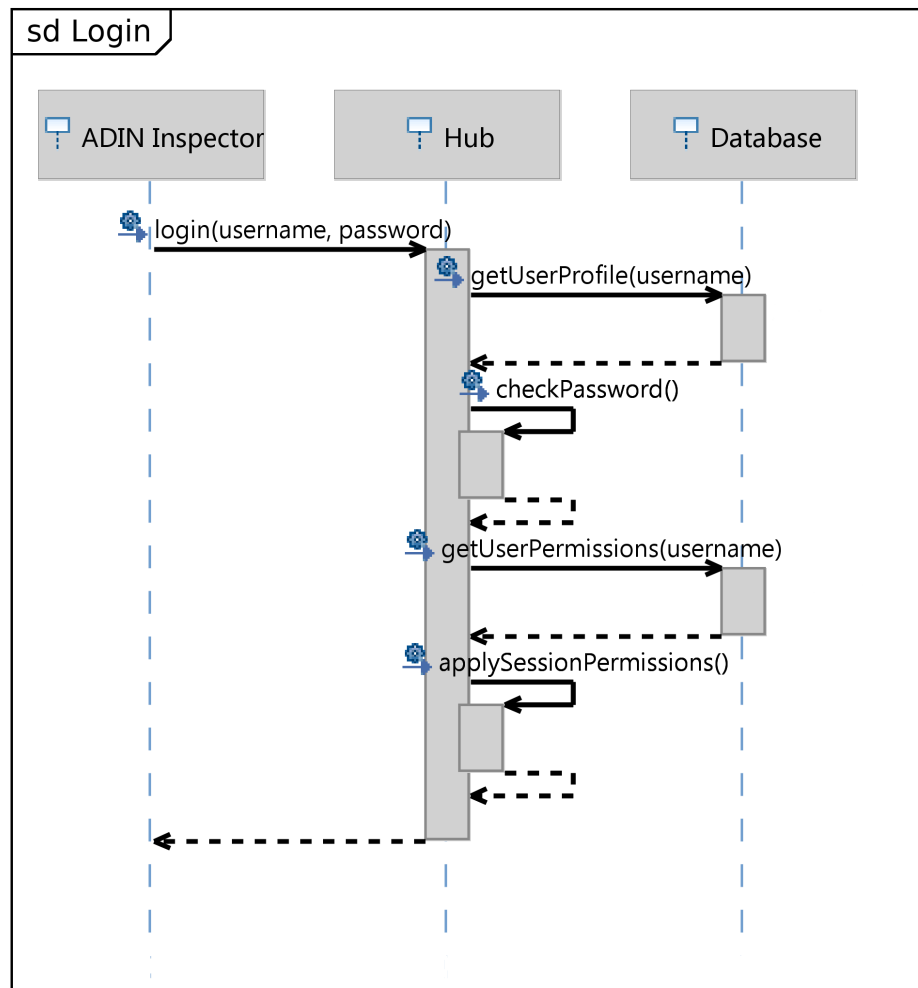 sd Login
ADIN Inspector
Hub
Database
login(username, password)
getUserProfile(username)
checkPassword()
getUserPermissions(username)
applySessionPermissions()